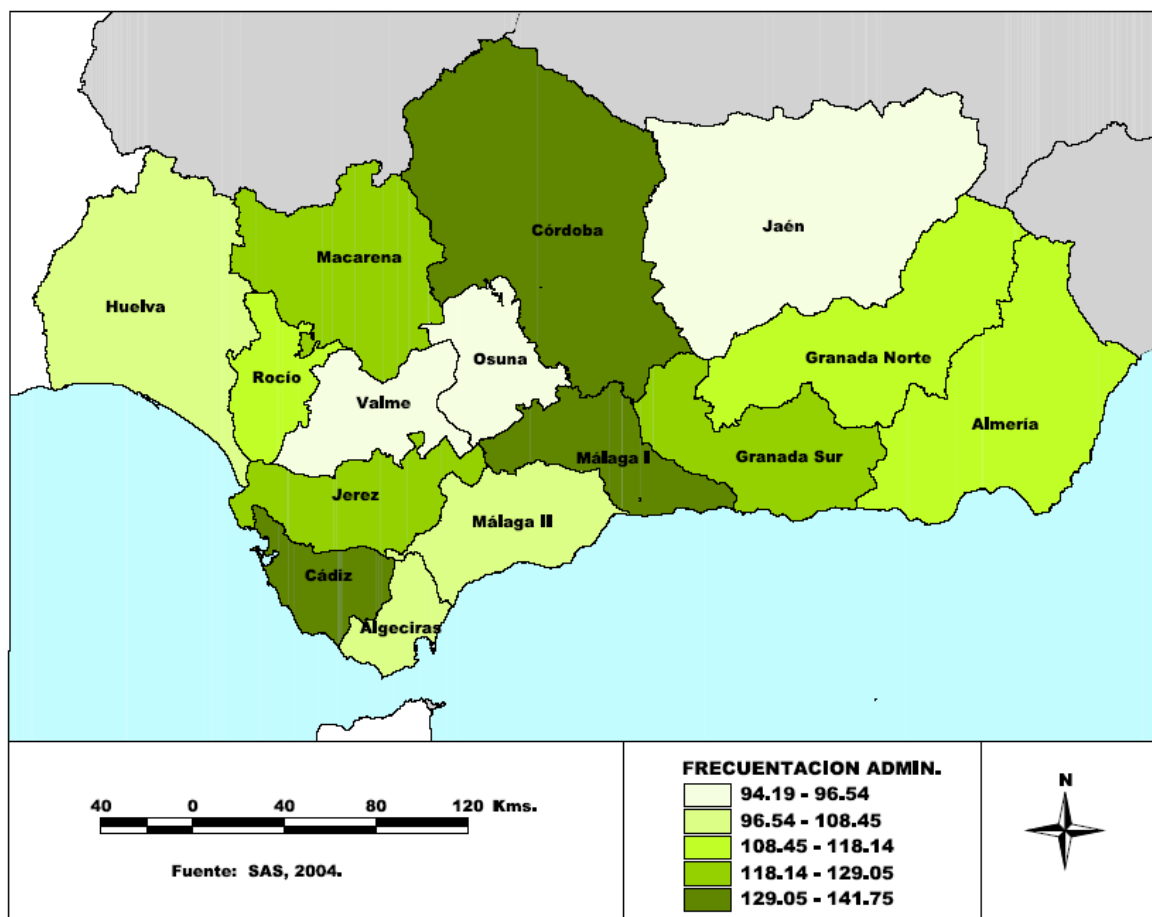 Córdoba
Jaén
Macarena
Huelva
Osuna
Granada Norte
Rocío
Valme
Almería
Málaga I
Granada Sur
Jerez
Málaga II
Cádiz
Algeciras
40 0 40 80 120 Kms.
Fuente: SAS, 2004.
FRECUENTACION ADMIN.
94.19 - 96.54
96.54 - 108.45
108.45 - 118.14
118.14 - 129.05
129.05 - 141.75
N